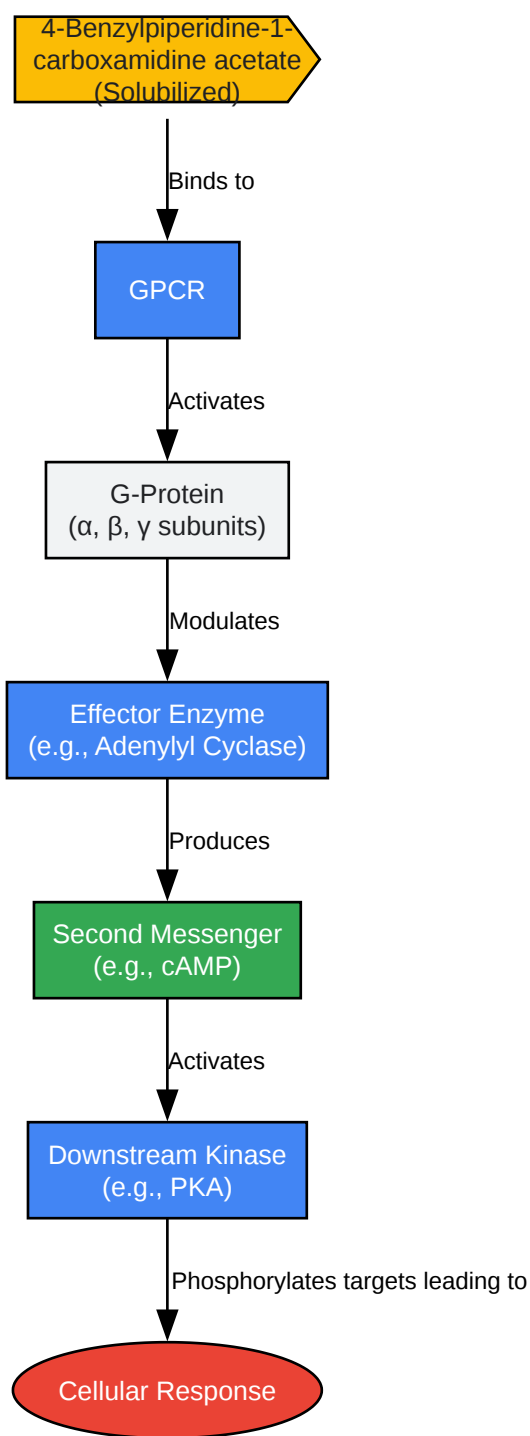 4-Benzylpiperidine-1-
carboxamidine acetate
(Solubilized)
Binds to
GPCR
Activates
G-Protein
(α, β, γ subunits)
Modulates
Effector Enzyme
(e.g., Adenylyl Cyclase)
Produces
Second Messenger
(e.g., cAMP)
Activates
Downstream Kinase
(e.g., PKA)
Phosphorylates targets leading to
Cellular Response